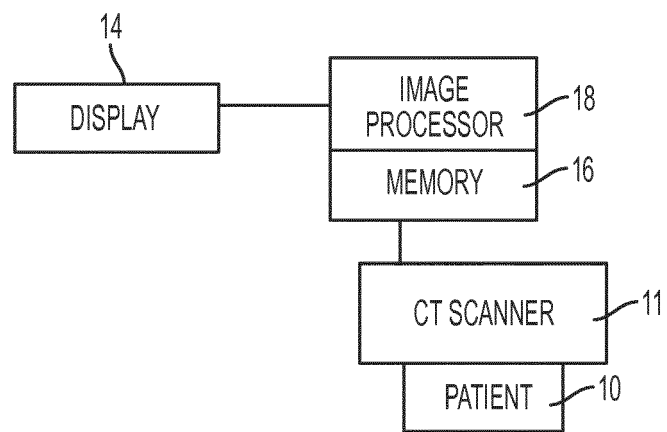 14
DISPLAY
IMAGE
PROCESSOR
18
MEMORY
16
CT SCANNER
11
PATIENT
10